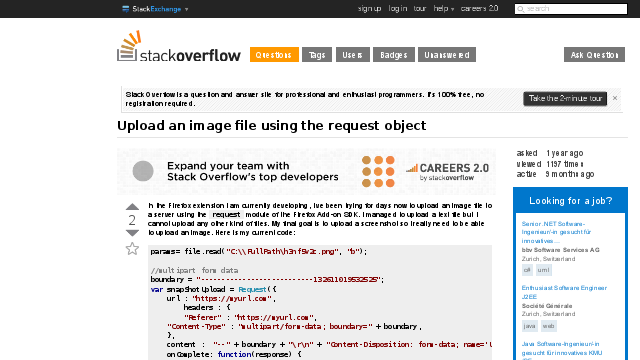 StackExchange
sign up log in tour help careers 2.0 search
stackoverflow
Questions Tags Users Badges Unanswered Ask Question
Stack Overflow is a question and answer site for professional and enthusiast programmers. It's 100% free, no
registration required.
Take the 2-minute tour ×
Upload an image file using the request object
Expand your team with
Stack Overflow's top developers
CAREERS 2.0
by stackoverflow
asked 1 year ago
viewed 1197 times
active 9 months ago
2
In the Firefox extension I am currently developing, Ive been trying for days now to upload an image file to
a server using the request module of the Firefox Add-on SDK. I managed to upload a text file but I
cannot upload any other kind of files. My final goal is to upload a screenshot so I really need to be able
to upload an image. Here is my current code:
params= file.read("C:\\FullPath\h3nf5v2c.png", "b");
//multipart form data
boundary =
var snapshotUpload = Request({
url : "https://myurl.com",
headers : {
"Referer" : "https://myurl.com",
"Content-Type" : "multipart/form-data; boundary=" + boundary,
},
content : "--" + boundary + "\r\n" + "Content-Disposition: form-data; name='U
onComplete: function(response) {
Looking for a job?
Senior .NET Software-
Ingenieur/-in gesucht für
innovatives...
bbv Software Services AG
Zurich, Switzerland
c# uml
Enthusiast Software Engineer
J2EE
Société Générale
Zurich, Switzerland
java web
Java Software-Ingenieur/-in
gesucht für innovatives KMU